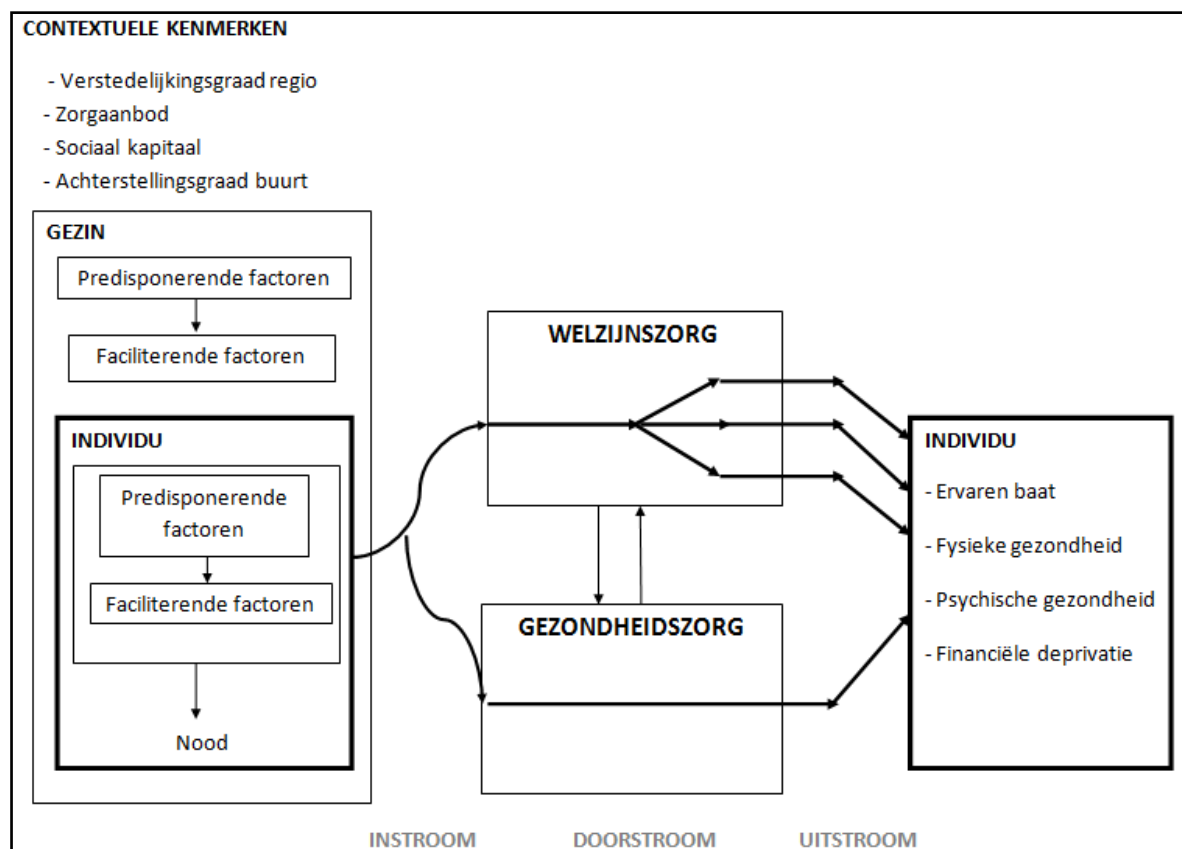 CONTEXTUELE KENMERKEN
- Verstedelijkingsgraad regio
- Zorgaanbod
- Sociaal kapitaal
- Achterstellingsgraad buurt
GEZIN
Predisponerende factoren
Faciliterende factoren
INDIVIDU
Predisponerende
factoren
Faciliterende factoren
Nood
WELZIJNSZORG
GEZONDHEIDSZORG
INDIVIDU
- Ervaren baat
- Fysieke gezondheid
- Psychische gezondheid
- Financiële deprivatie
INSTROOM
DOORSTROOM
UITSTROOM